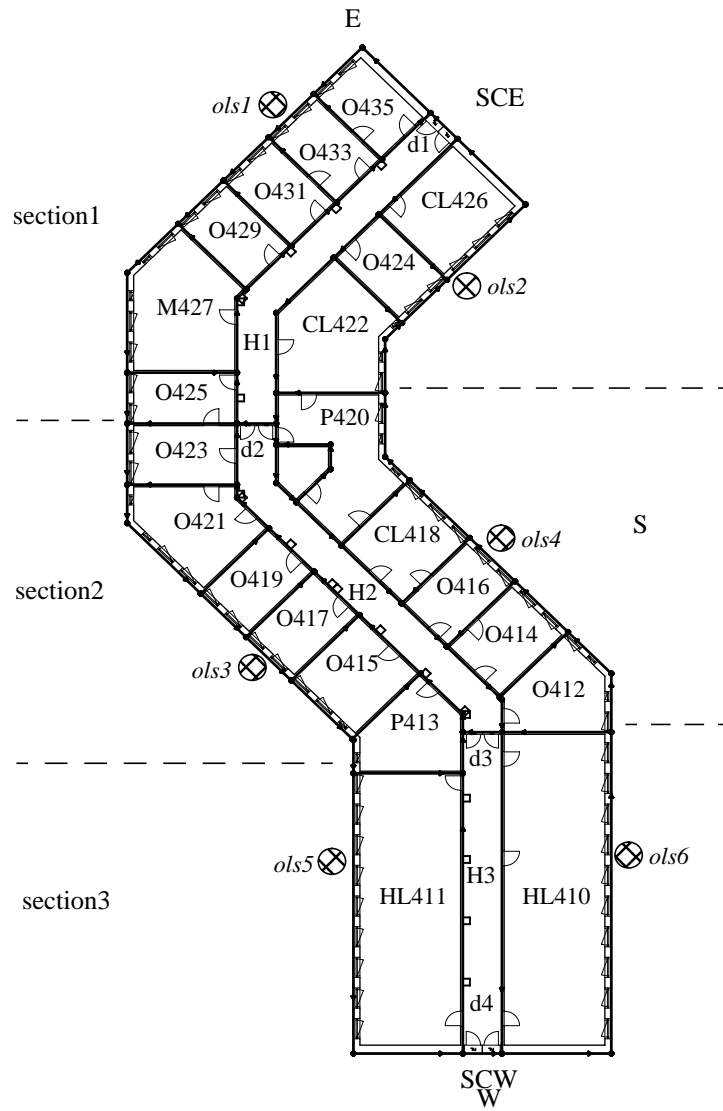 E
ols1
O435
SCE
d1
O433
CL426
O431
section1
O429
O424
ols2
M427
CL422
H1
O425
P420
O423
d2
O421
CL418
ols4
S
O419
O416
section2
H2
O417
O414
O415
ols3
O412
P413
d3
ols5
ols6
H3
HL411
HL410
section3
d4
SCW
W